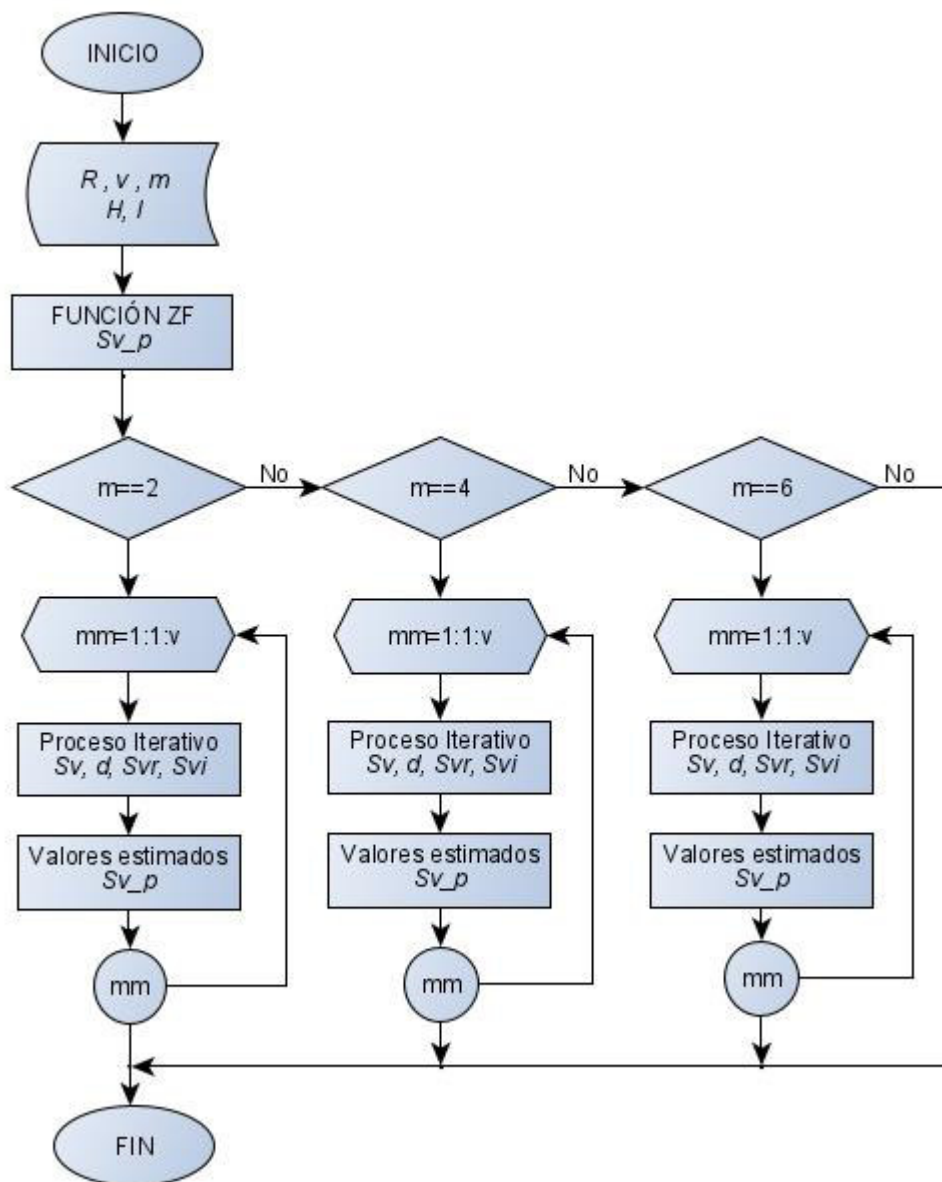 INICIO
R , v , m
H, I
FUNCIÓN ZF
Sv_p
m==2
No
m==4
No
m==6
No
mm=1:1:v
mm=1:1:v
mm=1:1:v
Proceso Iterativo
Sv, d, Svr, Svi
Proceso Iterativo
Sv, d, Svr, Svi
Proceso Iterativo
Sv, d, Svr, Svi
Valores estimados
Sv_p
Valores estimados
Sv_p
Valores estimados
Sv_p
mm
mm
mm
FIN